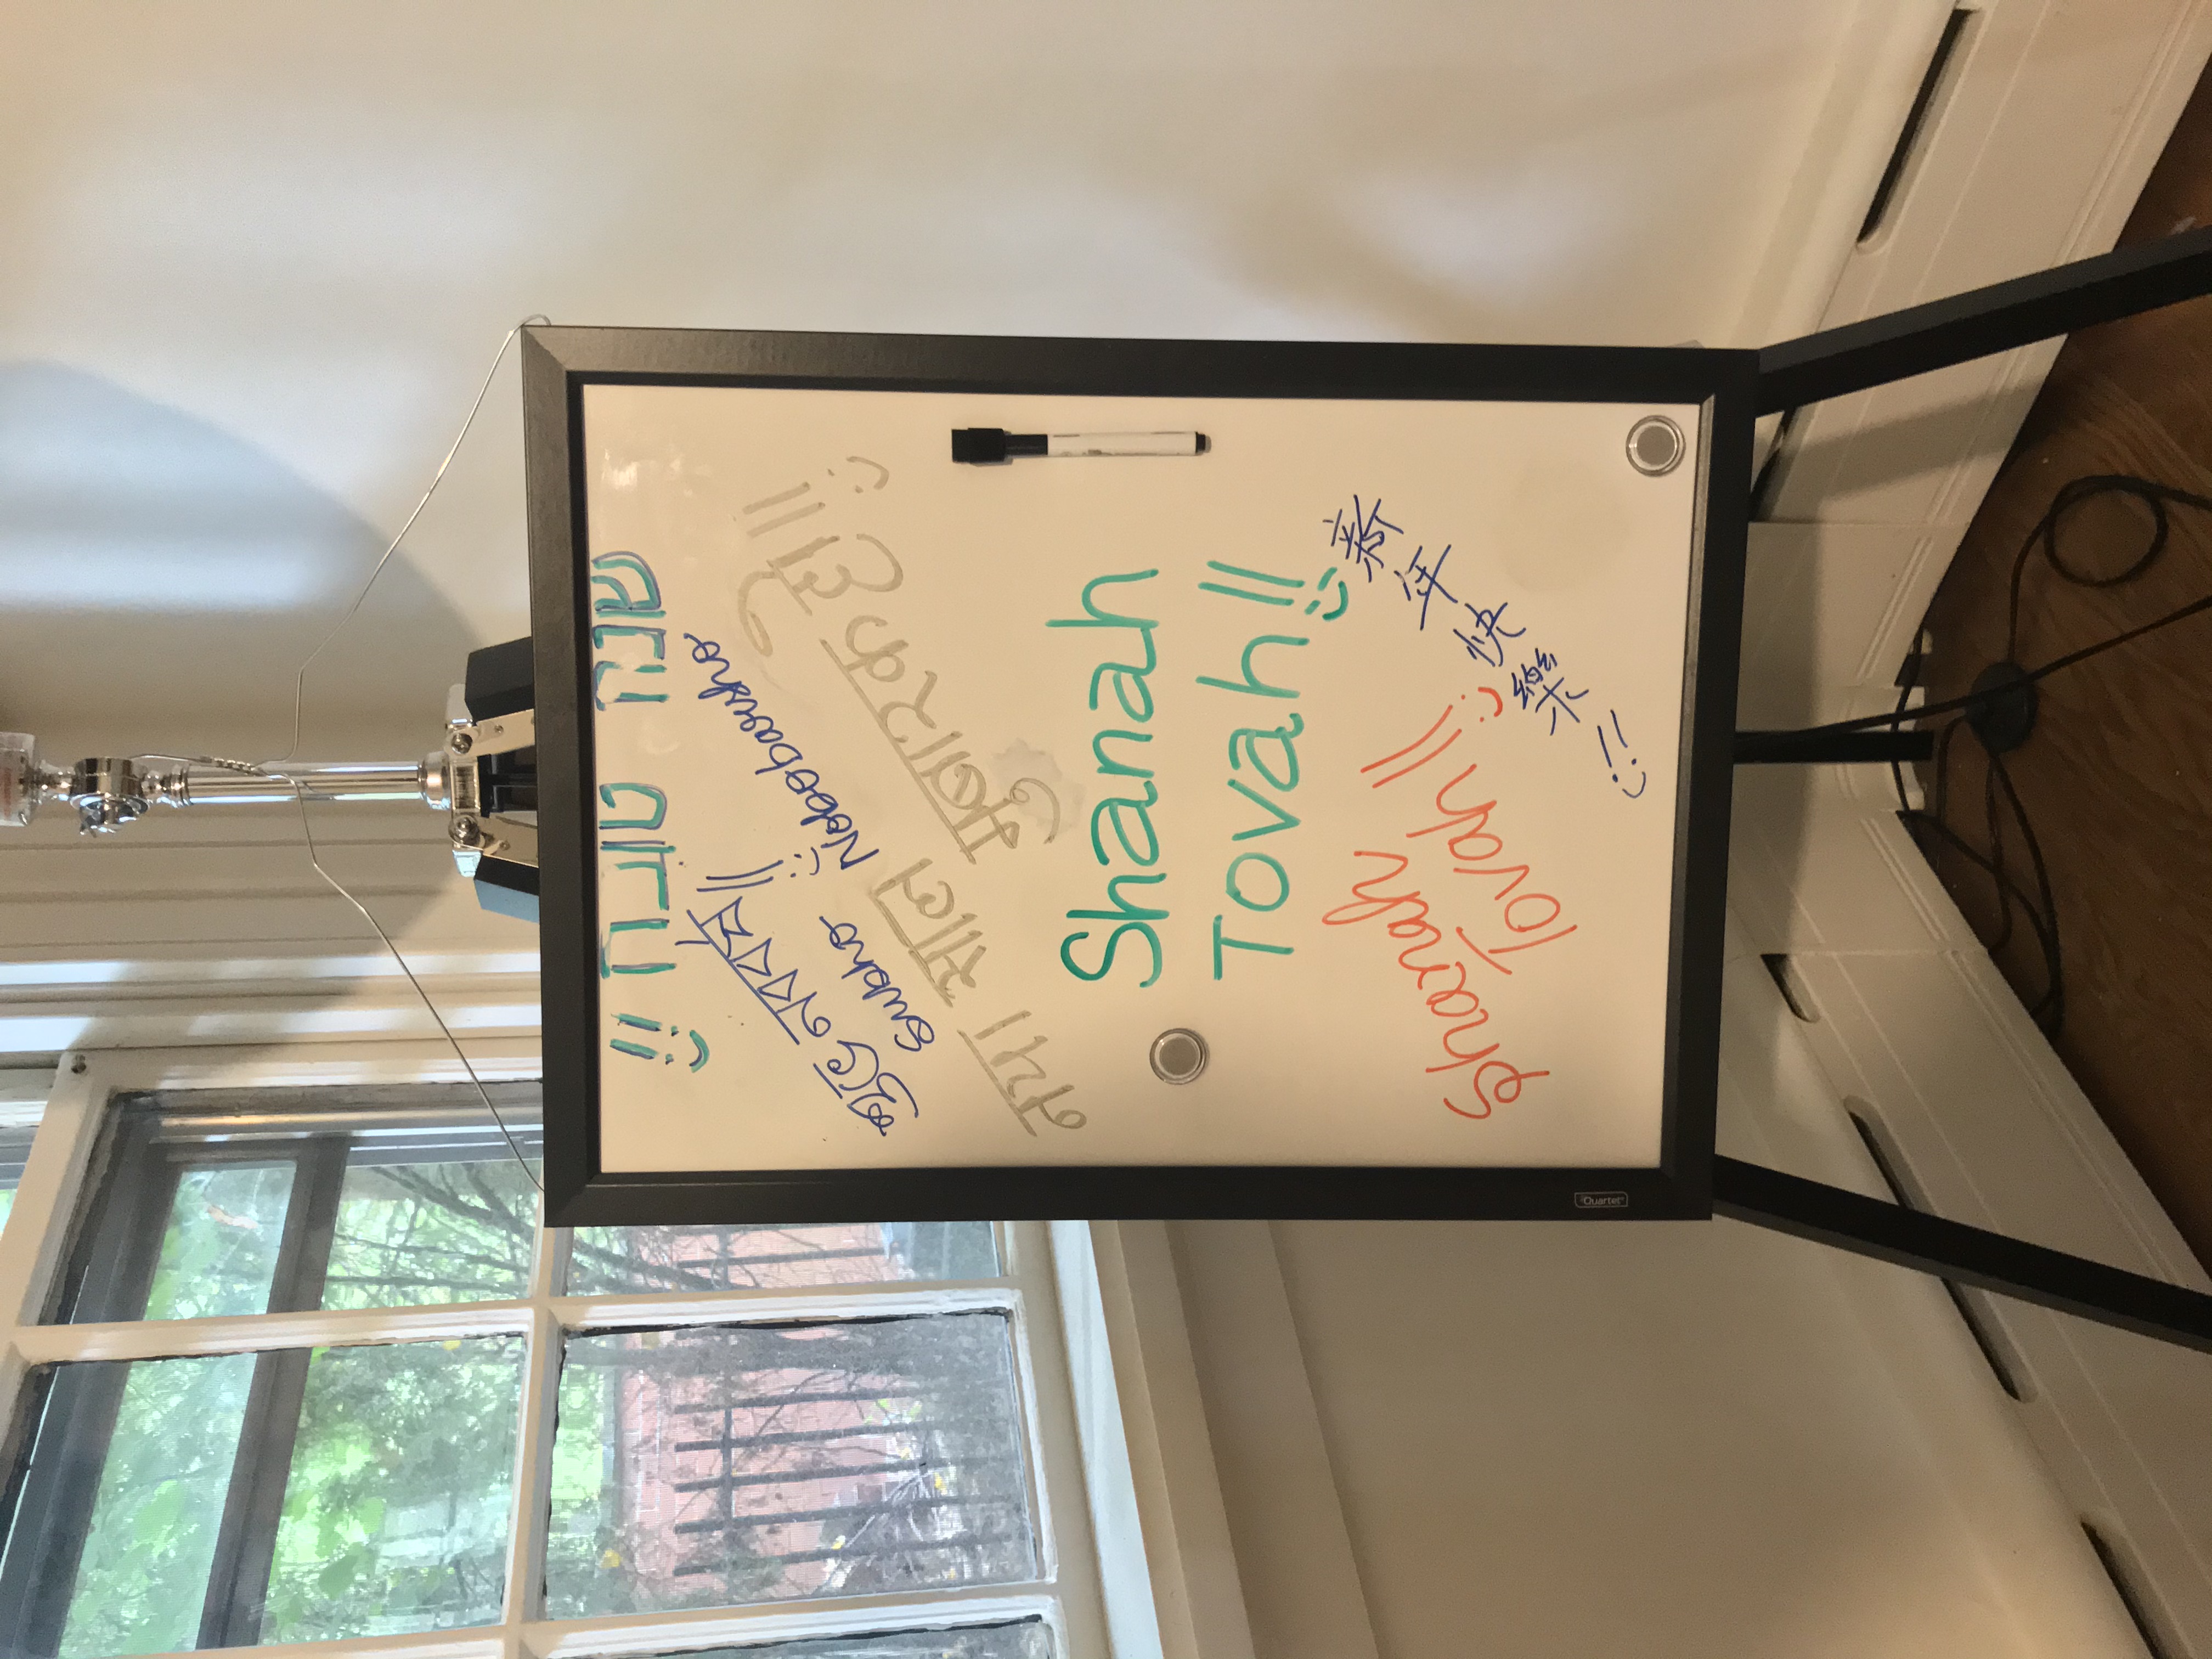 שנה טובה !!
শুভ নববর্ষ !!
Subho Nobobarsho
नया साल मुबारक हो !!
Shanah
Tovah!!
Shanah
Tovah!!
新年快樂!!
Quartet